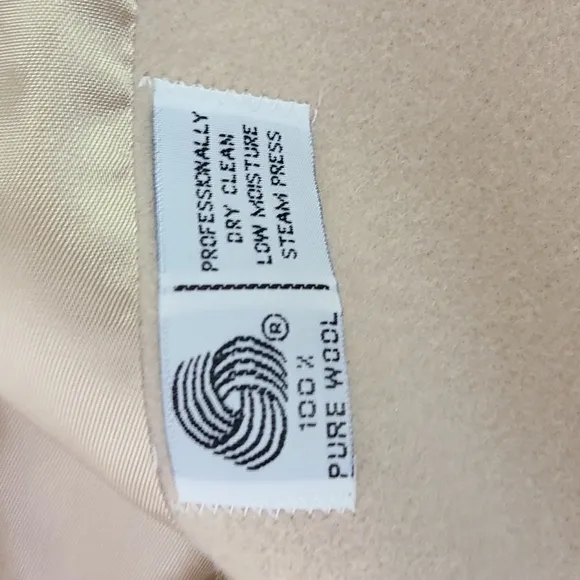 PROFESSIONALLY
DRY CLEAN
LOW MOISTURE
STEAM PRESS
®
100%
PURE WOOL